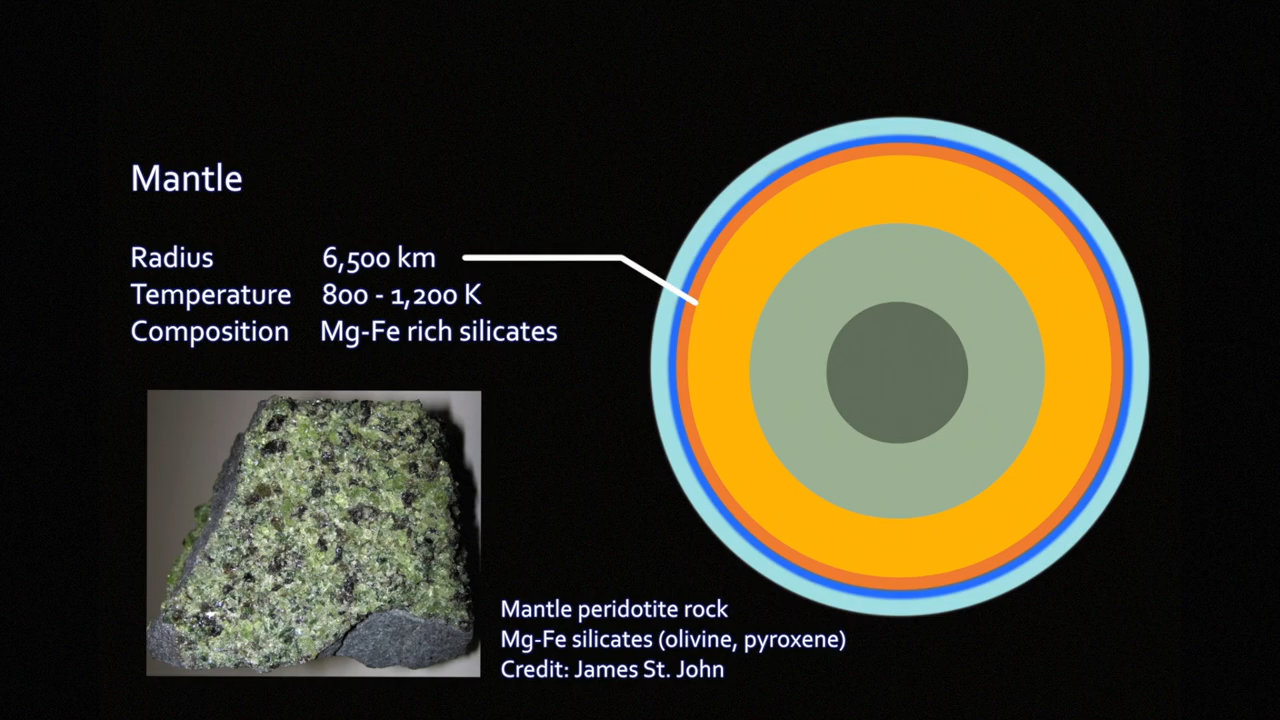 Mantle
Radius 6,500 km
Temperature 800 - 1,200 K
Composition Mg-Fe rich silicates
Mantle peridotite rock
Mg-Fe silicates (olivine, pyroxene)
Credit: James St. John